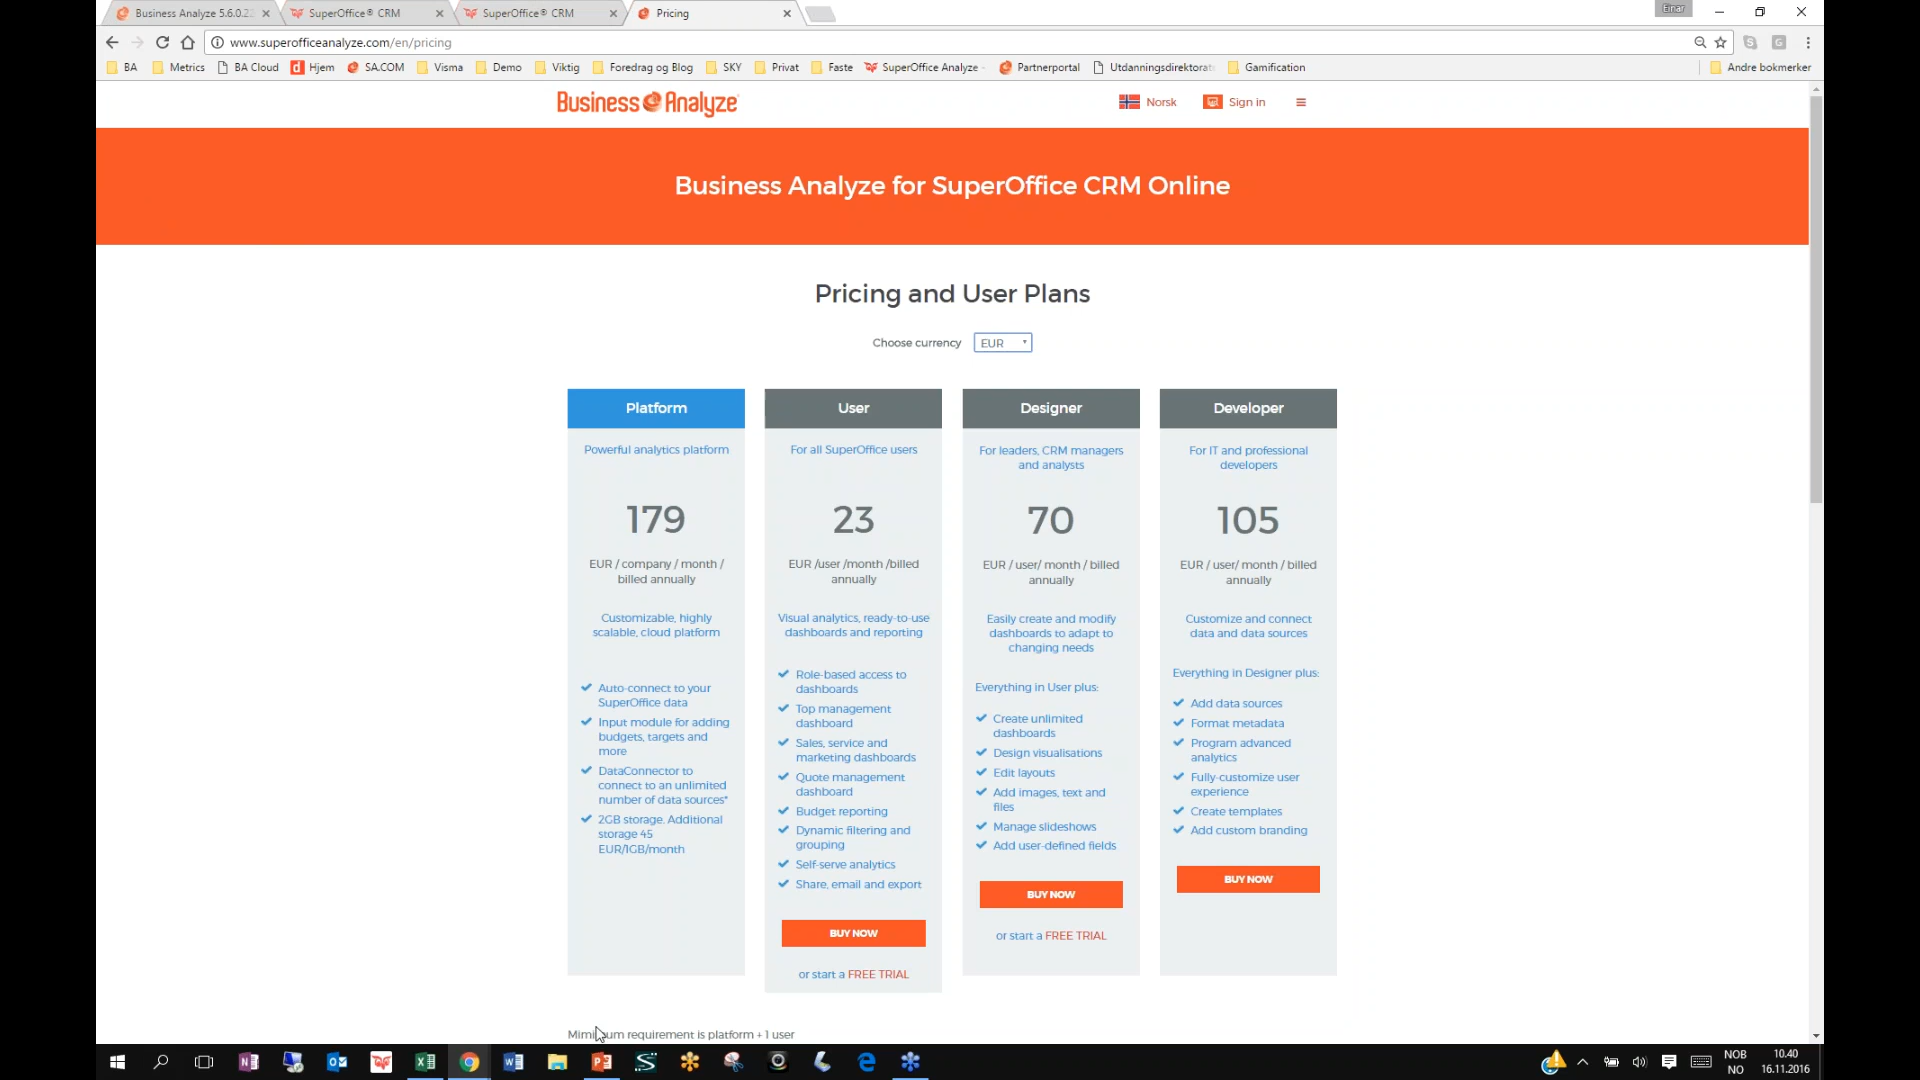 Business Analyze 5.6.0.2
SuperOffice® CRM
SuperOffice® CRM
Pricing
Einar
www.superofficeanalyze.com/en/pricing
BA
Metrics
BA Cloud
Hjem
SA.COM
Visma
Demo
Viktig
Foredrag og Blog
SKY
Privat
Faste
SuperOffice Analyze -
Partnerportal
Utdanningsdirektorat
Gamification
Andre bokmerker
Business Analyze
Norsk
Sign in
Business Analyze for SuperOffice CRM Online
Pricing and User Plans
Choose currency
EUR
Platform
Powerful analytics platform
179
EUR / company / month /
billed annually
Customizable, highly
scalable, cloud platform
Auto-connect to your
SuperOffice data
Input module for adding
budgets, targets and
more
DataConnector to
connect to an unlimited
number of data sources*
2GB storage. Additional
storage 45
EUR/1GB/month
User
For all SuperOffice users
23
EUR /user /month /billed
annually
Visual analytics, ready-to-use
dashboards and reporting
Role-based access to
dashboards
Top management
dashboard
Sales, service and
marketing dashboards
Quote management
dashboard
Budget reporting
Dynamic filtering and
grouping
Self-serve analytics
Share, email and export
BUY NOW
or start a FREE TRIAL
Designer
For leaders, CRM managers
and analysts
70
EUR / user/ month / billed
annually
Easily create and modify
dashboards to adapt to
changing needs
Everything in User plus:
Create unlimited
dashboards
Design visualisations
Edit layouts
Add images, text and
files
Manage slideshows
Add user-defined fields
BUY NOW
or start a FREE TRIAL
Developer
For IT and professional
developers
105
EUR / user/ month / billed
annually
Customize and connect
data and data sources
Everything in Designer plus:
Add data sources
Format metadata
Program advanced
analytics
Fully-customize user
experience
Create templates
Add custom branding
BUY NOW
requirement is platform + 1 user
NOB
NO
10.40
16.11.2016